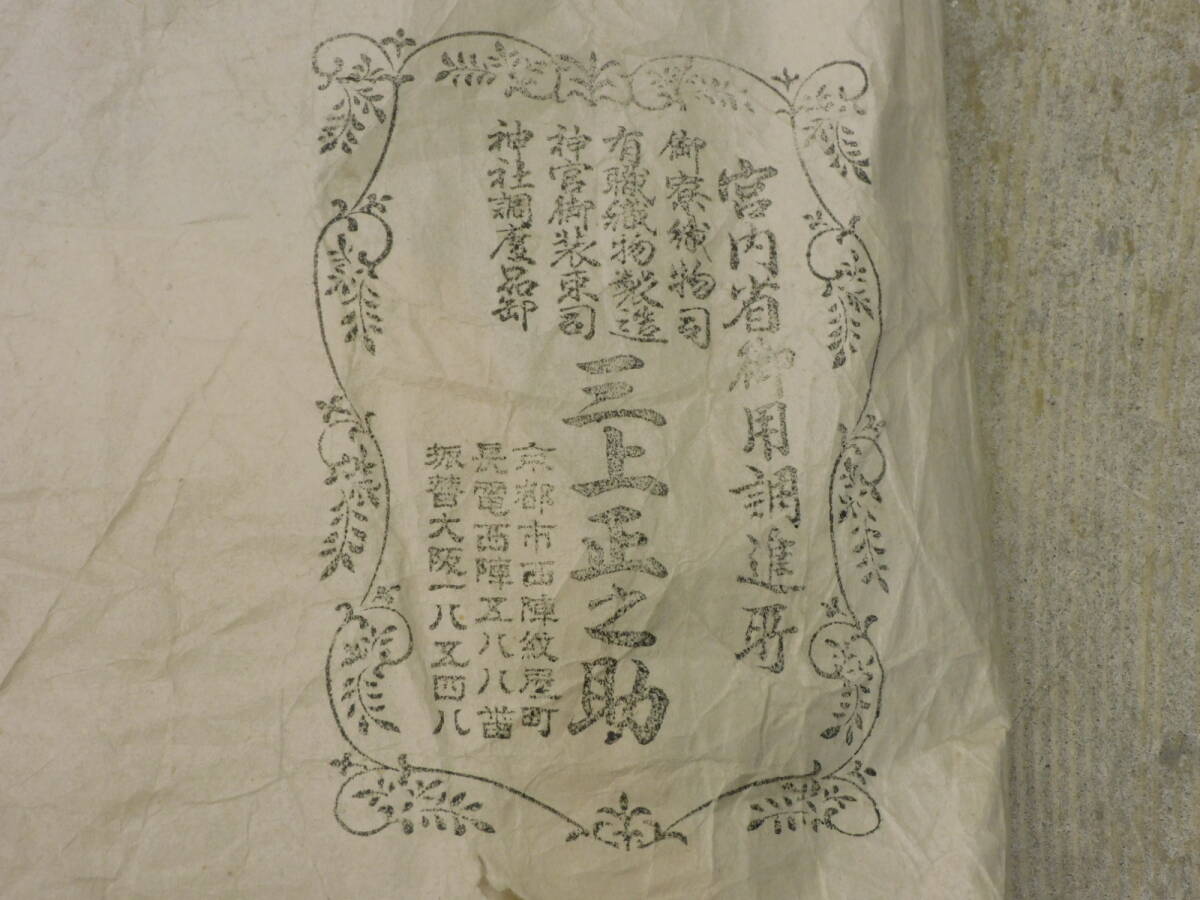 宮内省御用調進所
御寮織物司
有職織物製造
神宮御装束司
神社調度品卸
三上正之助
京都市西陣紋屋町
長電西陣五八八番
振替大阪一八五四八